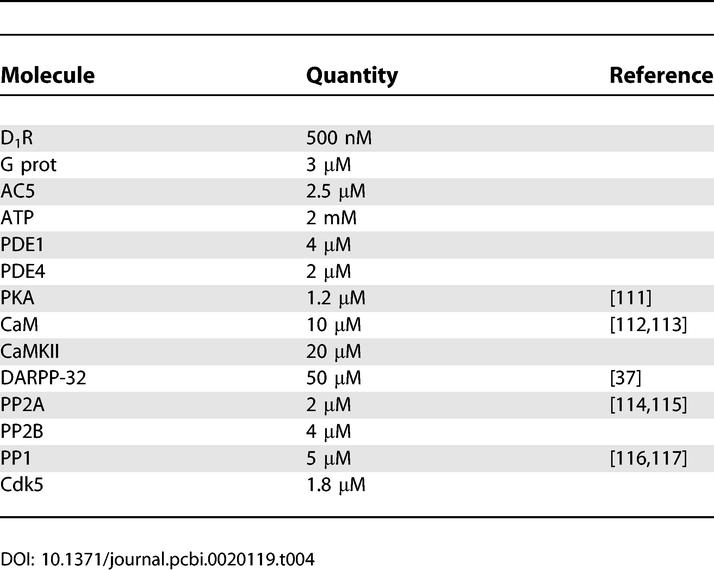 Molecule Quantity Reference
D₁R 500 nM
G prot 3 μM
AC5 2.5 μM
ATP 2 mM
PDE1 4 μM
PDE4 2 μM
PKA 1.2 μM [111]
CaM 10 μM [112,113]
CaMKII 20 μM
DARPP-32 50 μM [37]
PP2A 2 μM [114,115]
PP2B 4 μM
PP1 5 μM [116,117]
Cdk5 1.8 μM
DOI: 10.1371/journal.pcbi.0020119.t004